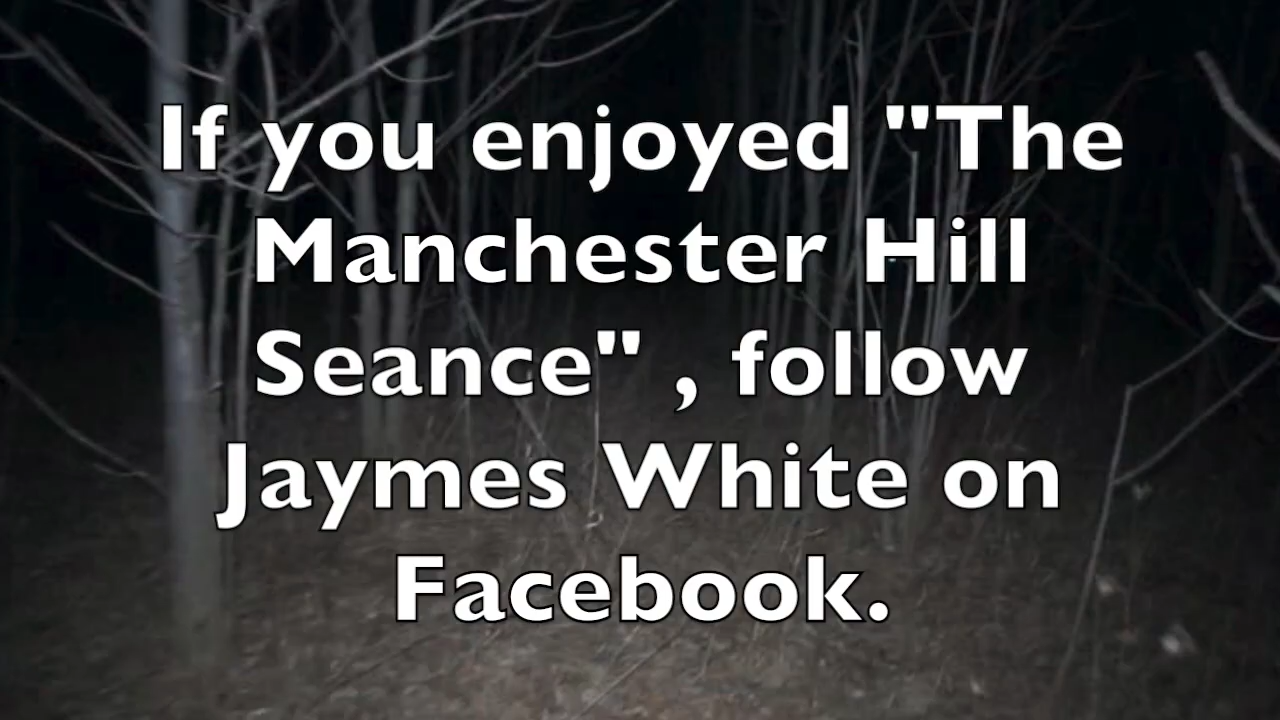 If you enjoyed "The
Manchester Hill
Seance" , follow
Jaymes White on
Facebook.